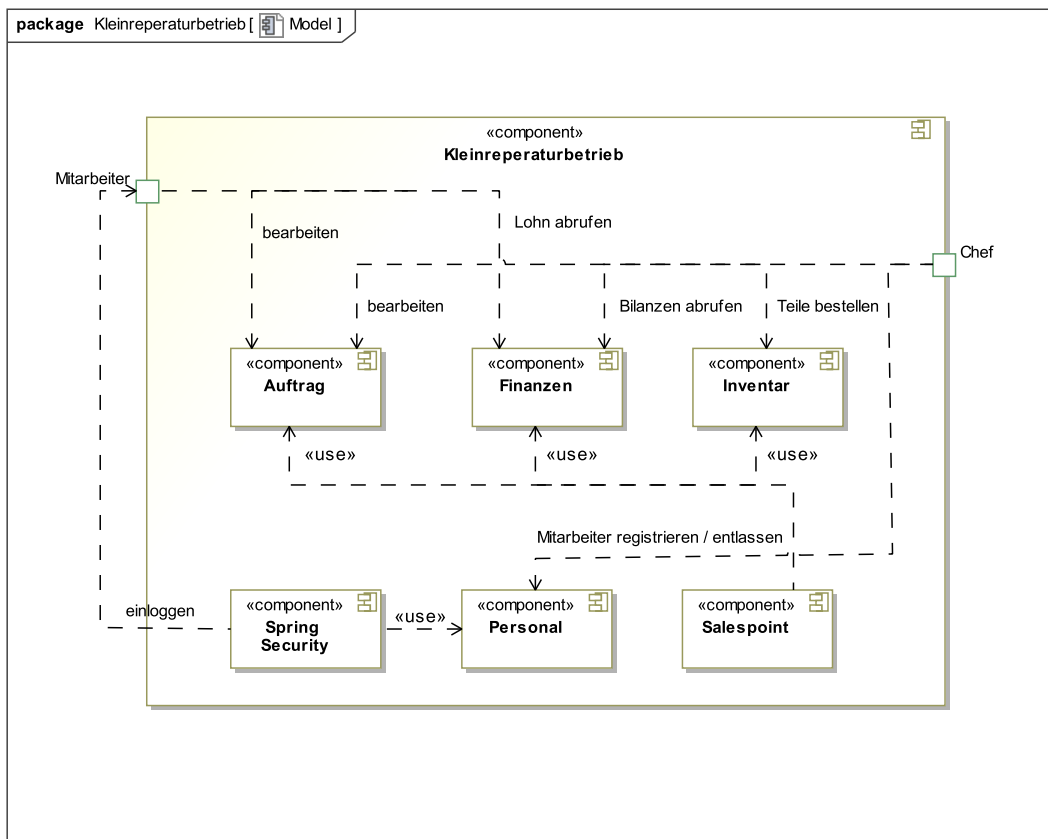 package Kleinreperaturbetrieb [ Model ]
«component»
Kleinreperaturbetrieb
Mitarbeiter
bearbeiten
Lohn abrufen
Chef
bearbeiten
Bilanzen abrufen
Teile bestellen
«component»
Auftrag
«component»
Finanzen
«component»
Inventar
«use»
«use»
«use»
Mitarbeiter registrieren / entlassen
einloggen
«component»
Spring
Security
«use»
«component»
Personal
«component»
Salespoint